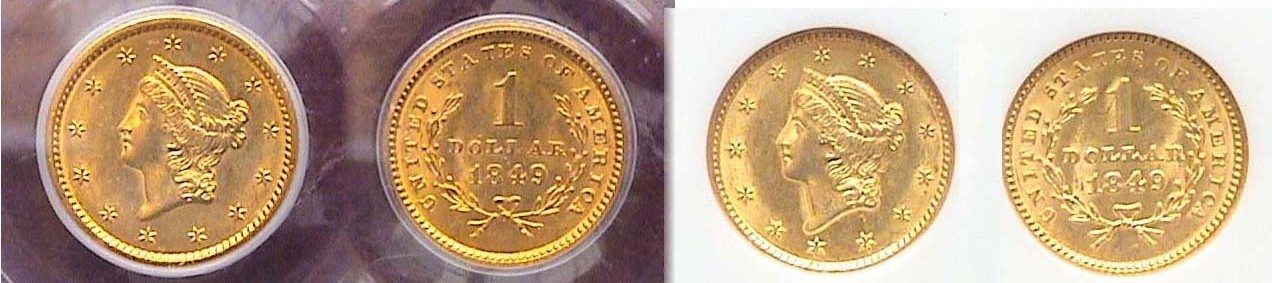 UNITED STATES OF AMERICA
1
DOLLAR
1849
UNITED STATES OF AMERICA
1
DOLLAR
1849